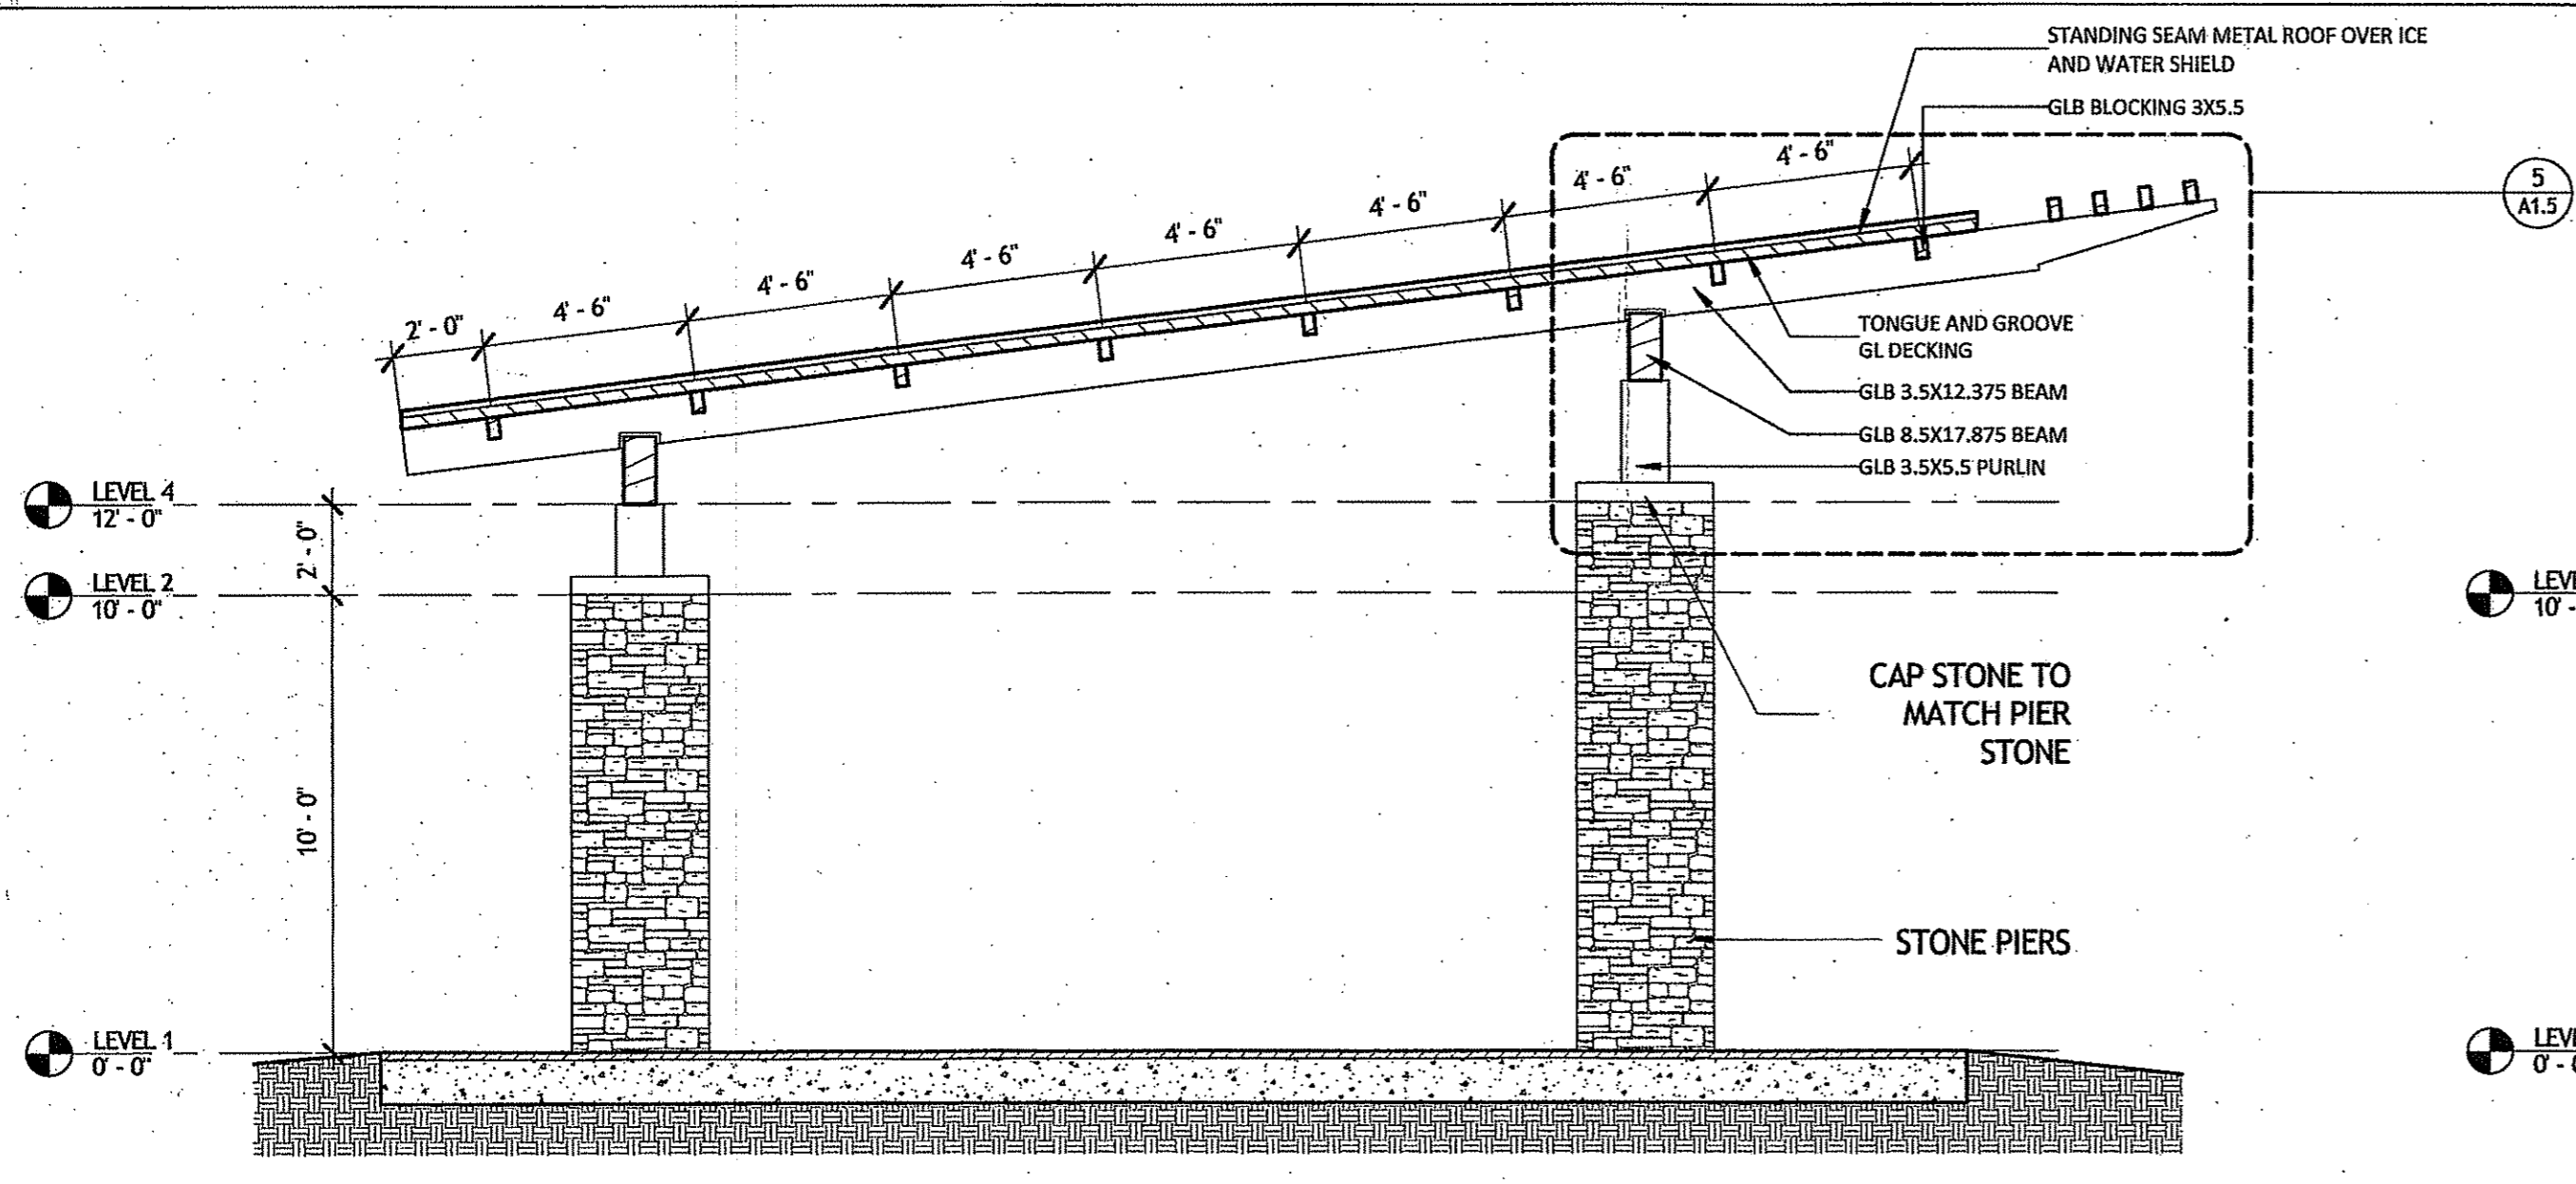 STANDING SEAM METAL ROOF OVER ICE
AND WATER SHIELD
GLB BLOCKING 3X5.5
5
A1.5
2' - 0"
4' - 6"
4' - 6"
4' - 6"
4' - 6"
4' - 6"
4' - 6"
4' - 6"
TONGUE AND GROOVE
GL DECKING
GLB 3.5X12.375 BEAM
GLB 8.5X17.875 BEAM
GLB 3.5X5.5 PURLIN
LEVEL 4
12' - 0"
2' - 0"
LEVEL 2
10' - 0"
LEVE
10' -
CAP STONE TO
MATCH PIER
STONE
10' - 0"
STONE PIERS
LEVEL 1
0' - 0"
LEVE
0' -